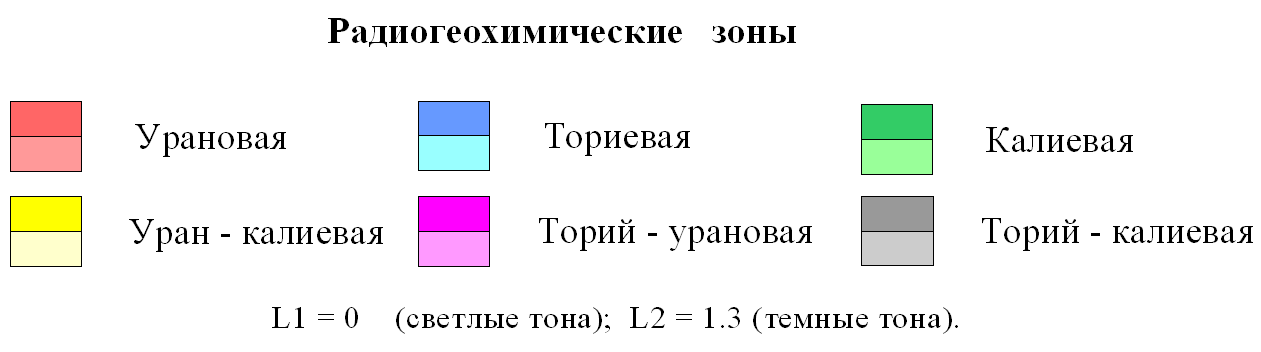 Радиогеохимические зоны
Урановая Ториевая Калиевая
Уран - калиевая Торий - урановая Торий - калиевая
L1 = 0 (светлые тона); L2 = 1.3 (темные тона).